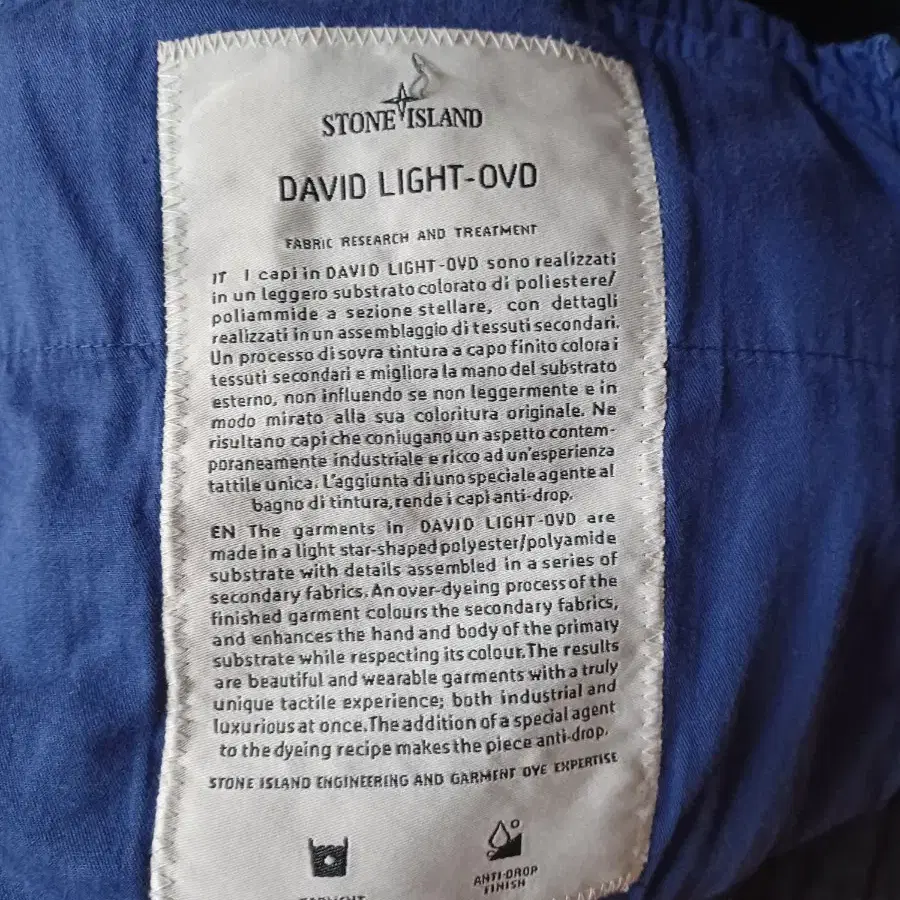 STONE ISLAND
DAVID LIGHT-OVD
FABRIC RESEARCH AND TREATMENT
IT I capi in DAVID LIGHT-OVD sono realizzati
in un leggero substrato colorato di poliestere/
poliammide a sezione stellare, con dettagli
realizzati in un assemblaggio di tessuti secondari.
Un processo di sovra tintura a capo finito colora i
tessuti secondari e migliora la mano del substrato
esterno, non influendo se non leggermente e in
modo mirato alla sua coloritura originale. Ne
risultano capi che coniugano un aspetto contem-
poraneamente industriale e ricco ad un'esperienza
tattile unica. L'aggiunta di uno speciale agente al
bagno di tintura, rende i capi anti-drop.
EN The garments in DAVID LIGHT-OVD are
made in a light star-shaped polyester/polyamide
substrate with details assembled in a series of
secondary fabrics. An over-dyeing process of the
finished garment colours the secondary fabrics,
and enhances the hand and body of the primary
substrate while respecting its colour. The results
are beautiful and wearable garments with a truly
unique tactile experience; both industrial and
luxurious at once. The addition of a special agent
to the dyeing recipe makes the piece anti-drop.
STONE ISLAND ENGINEERING AND GARMENT DYE EXPERTISE
ANTI-DROP
FINISH